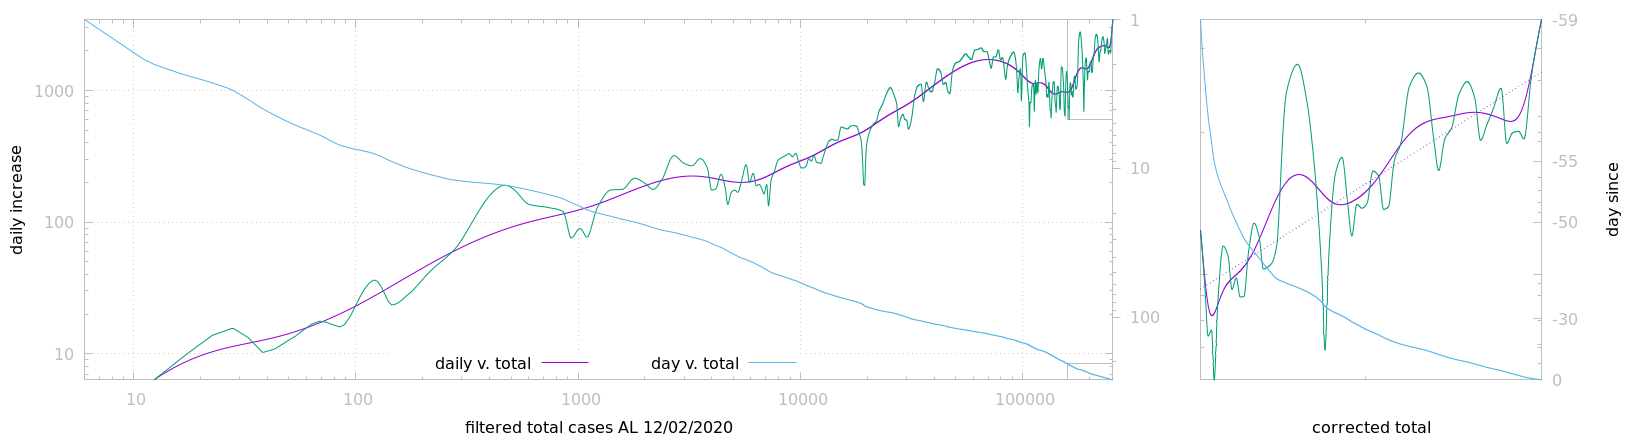 daily increase
1000
100
10
daily v. total
day v. total
1
10
100
10
100
1000
10000
100000
filtered total cases AL 12/02/2020
-59
-55
-50
-30
0
day since
corrected total